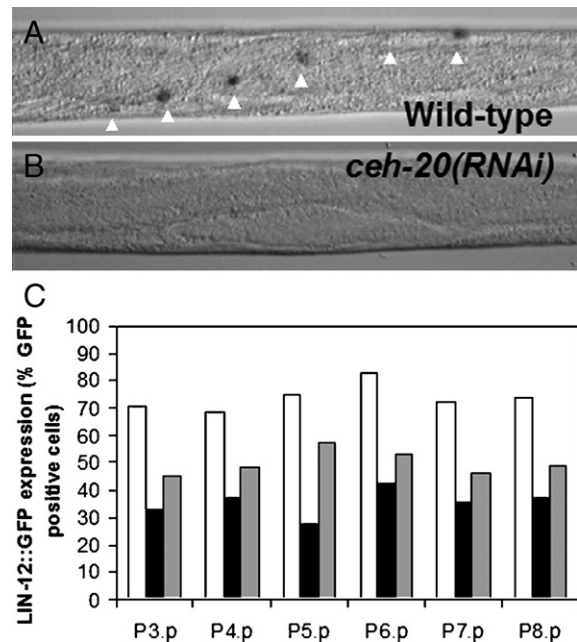 A
Wild-type
B
ceh-20(RNAi)
C
LIN-12::GFP expression (% GFP
positive cells)
100
90
80
70
60
50
40
30
20
10
0
P3.p P4.p P5.p P6.p P7.p P8.p